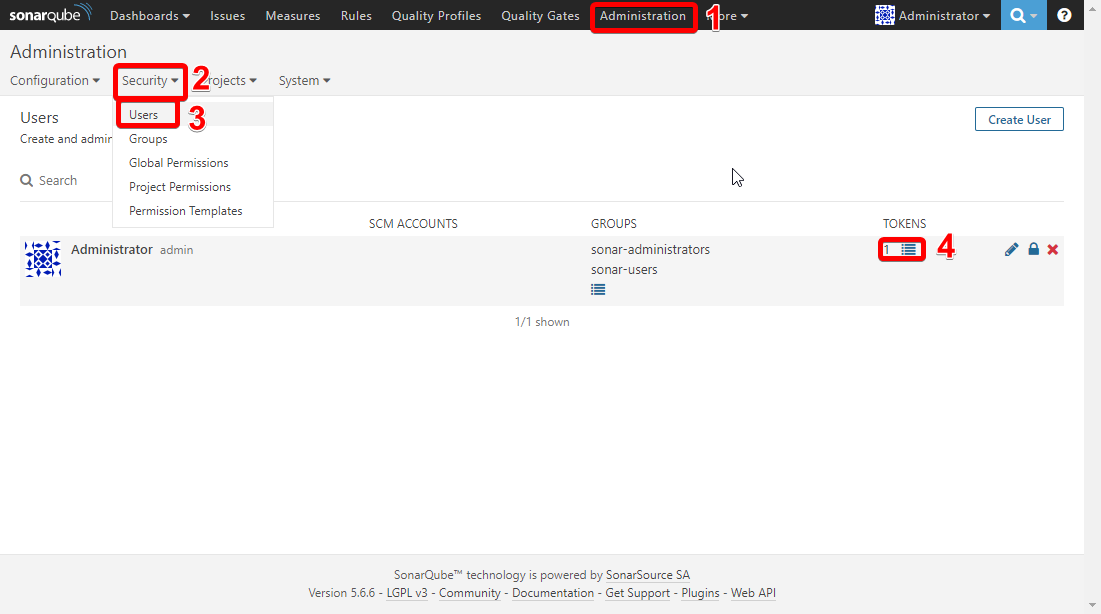 sonarqube Dashboards Issues Measures Rules Quality Profiles Quality Gates Administration 1 ore Administrator ?
Administration
Configuration Security 2 rojects System
Users
Create and admin
Users 3
Groups
Global Permissions
Project Permissions
Permission Templates
Create User
Search
SCM ACCOUNTS GROUPS TOKENS
Administrator admin sonar-administrators 1 4
sonar-users
1/1 shown
SonarQube™ technology is powered by SonarSource SA
Version 5.6.6 - LGPL v3 - Community - Documentation - Get Support - Plugins - Web API